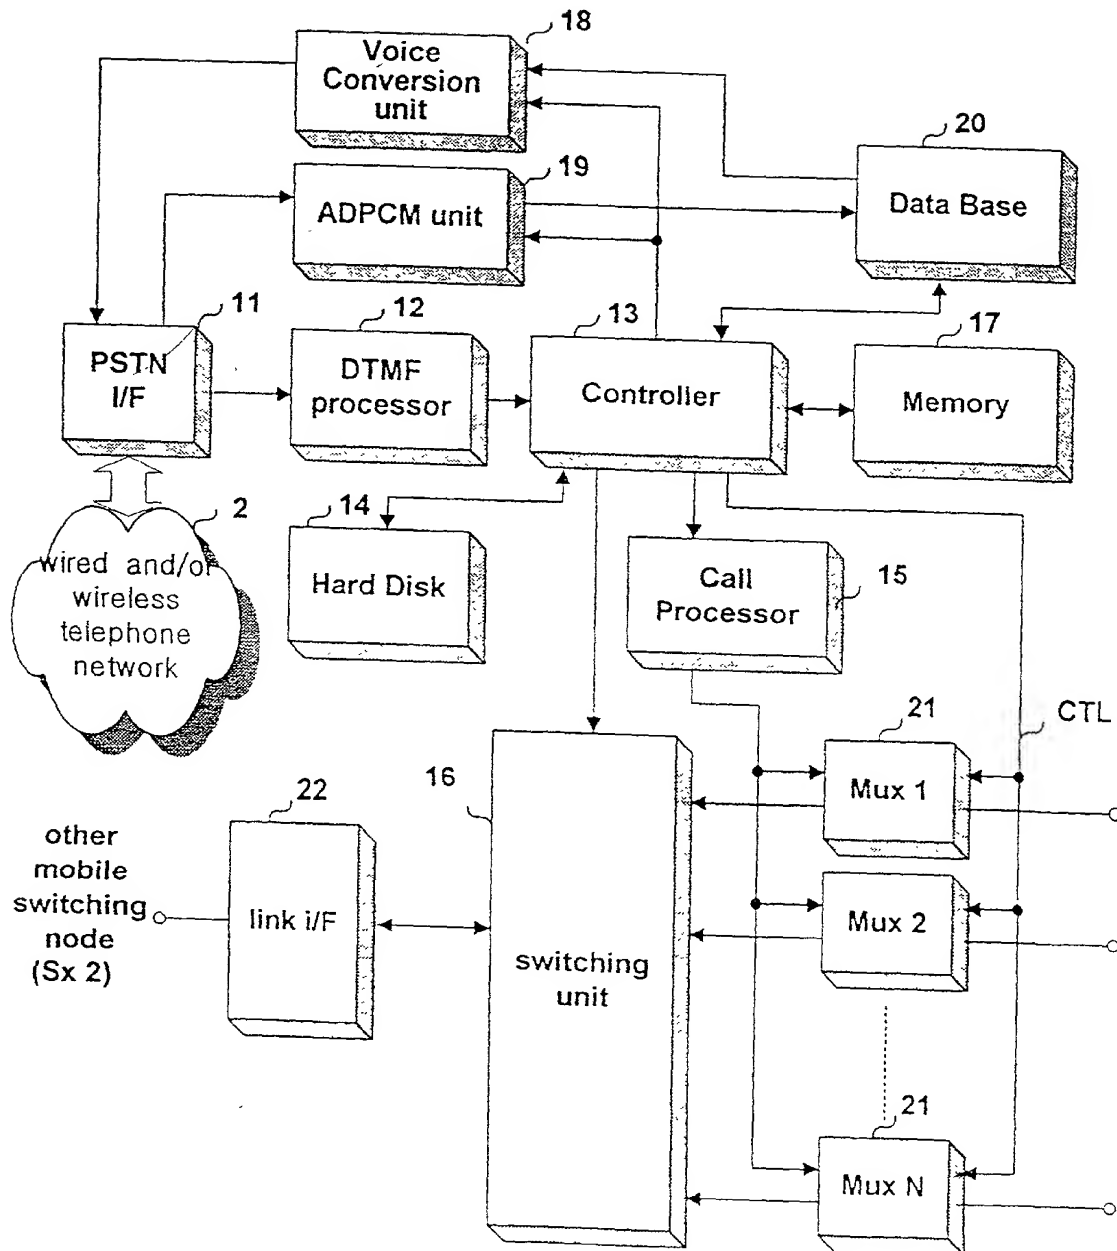 18
Voice
Conversion
unit
20
19
ADPCM unit
Data Base
11
12
13
17
PSTN
I/F
DTMF
processor
Controller
Memory
2
14
wired and/or
wireless
telephone
network
Hard Disk
Call
Processor
15
21
CTL
16
Mux 1
22
other
mobile
switching
node
(Sx 2)
link i/F
Mux 2
switching
unit
21
Mux N